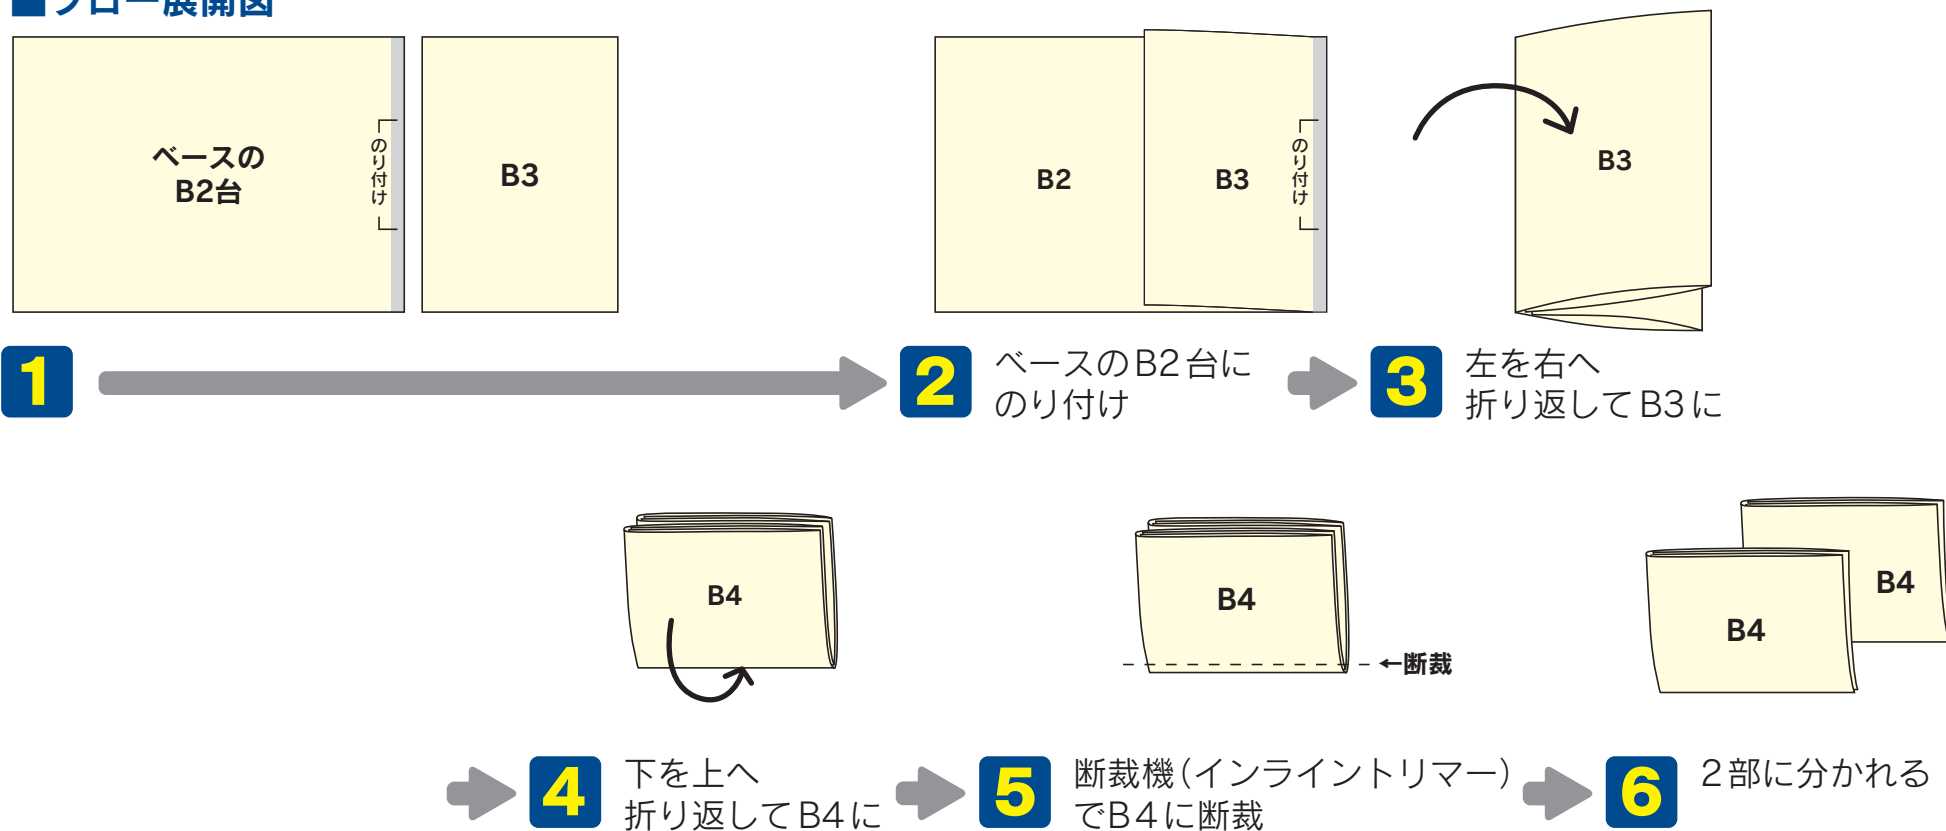 ■フロー展開図
ベースの
B2台
のり付け
B3
B2
B3
のり付け
B3
1
2
ベースのB2台に
のり付け
3
左を右へ
折り返してB3に
B4
B4
←断裁
B4
B4
4
下を上へ
折り返してB4に
5
断裁機（インライントリマー）
でB4に断裁
6
2部に分かれる